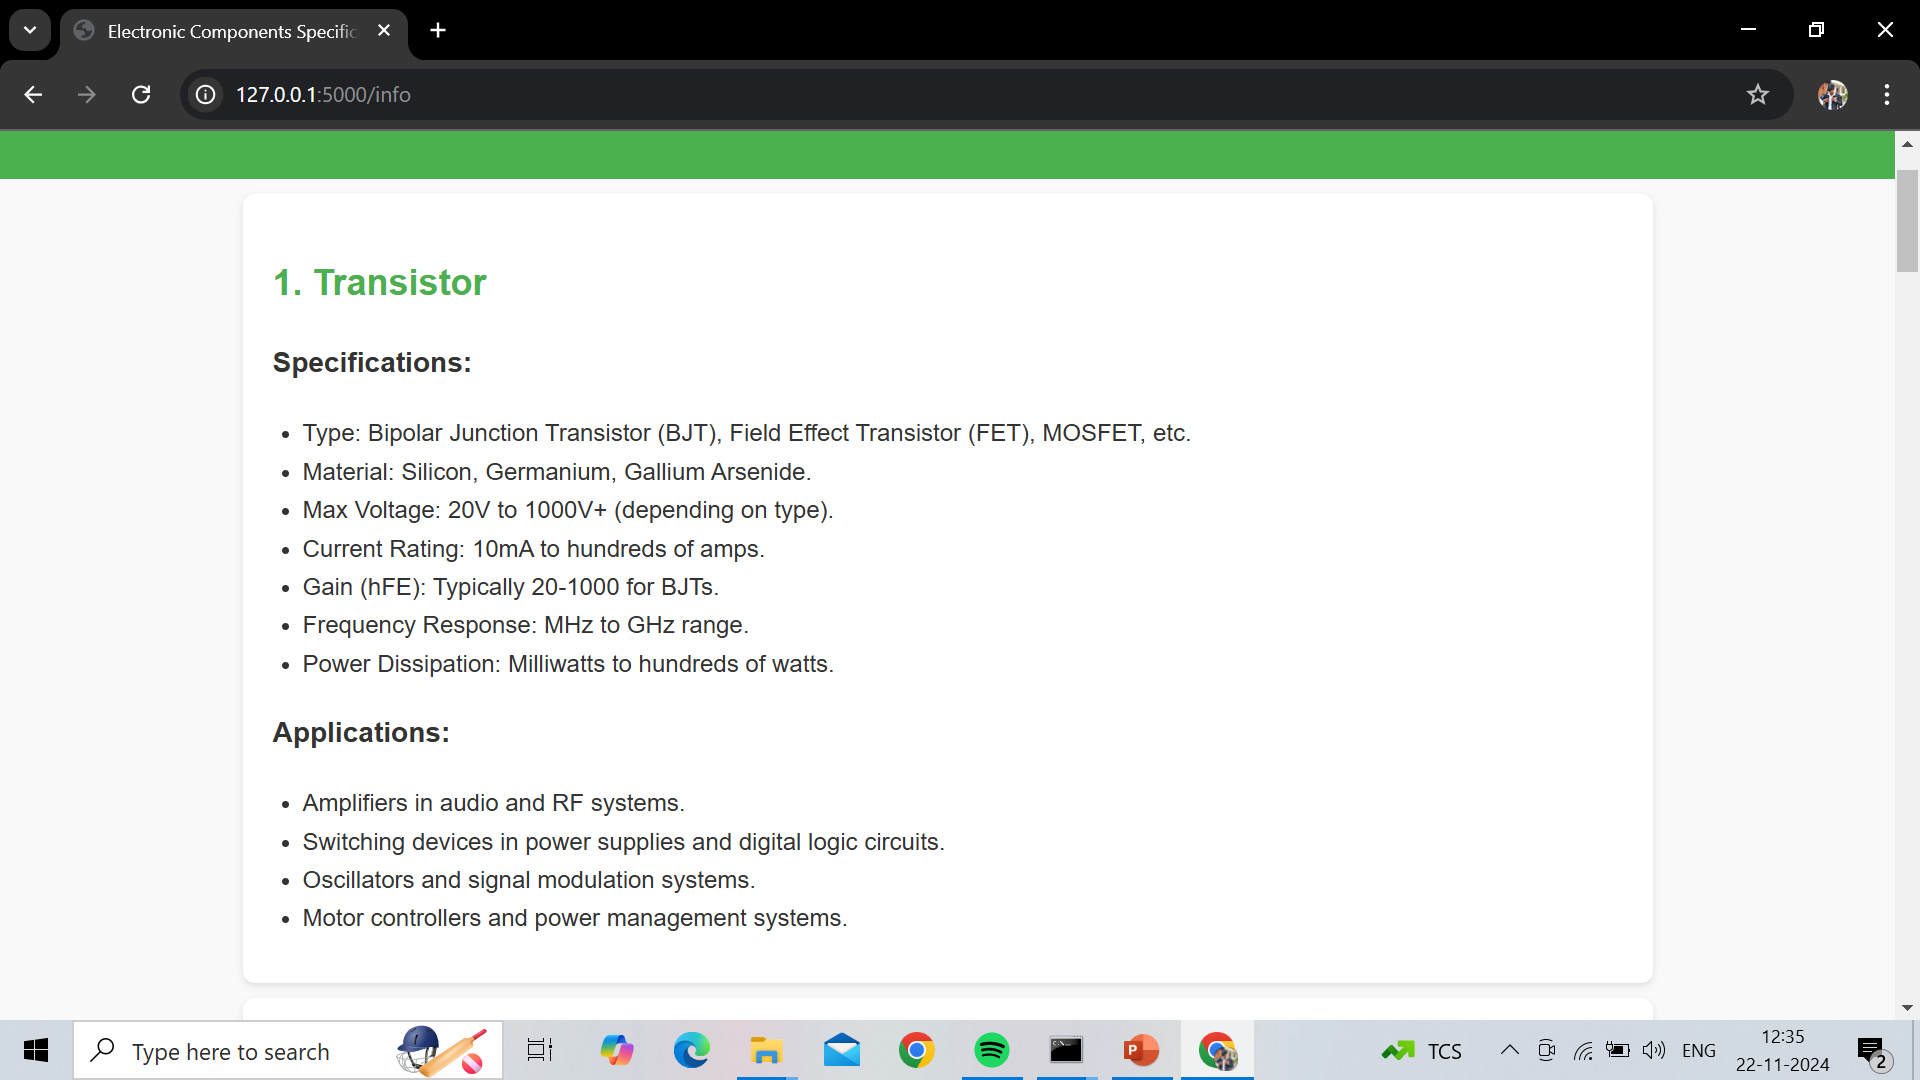 Electronic Components Specific
127.0.0.1:5000/info
1. Transistor
Specifications:
• Type: Bipolar Junction Transistor (BJT), Field Effect Transistor (FET), MOSFET, etc.
• Material: Silicon, Germanium, Gallium Arsenide.
• Max Voltage: 20V to 1000V+ (depending on type).
• Current Rating: 10mA to hundreds of amps.
• Gain (hFE): Typically 20-1000 for BJTs.
• Frequency Response: MHz to GHz range.
• Power Dissipation: Milliwatts to hundreds of watts.
Applications:
• Amplifiers in audio and RF systems.
• Switching devices in power supplies and digital logic circuits.
• Oscillators and signal modulation systems.
• Motor controllers and power management systems.
Type here to search
TCS
ENG
12:35
22-11-2024
2